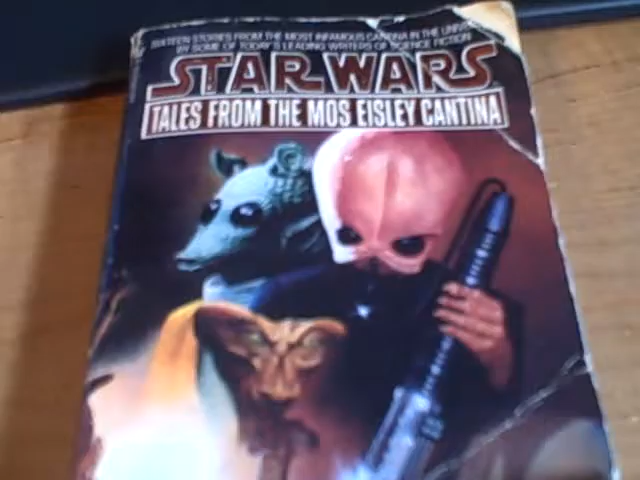 SIXTEEN STORIES FROM THE MOST INFAMOUS CANTINA IN THE
BY SOME OF TODAY'S LEADING WRITERS OF SCIENCE FICTION
STAR WARS
TALES FROM THE MOS EISLEY CANTINA